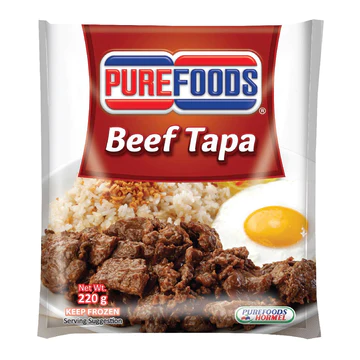 PUREFOODS
®
Beef Tapa
Net Wt.
220 g
KEEP FROZEN
Serving Suggestion
PUREFOODS
HORMEL